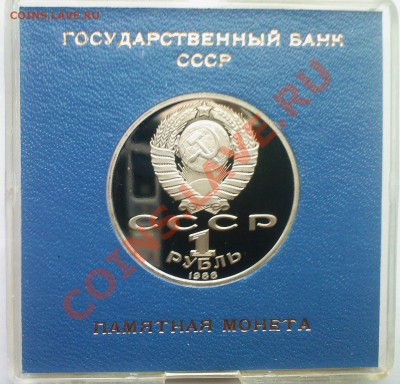 COINS.LAVE.RU
ГОСУДАРСТВЕННЫЙ БАНК
СССР
СССР
1
РУБЛЬ
1988
ПАМЯТНАЯ МОНЕТА
COINS.LAVE.RU